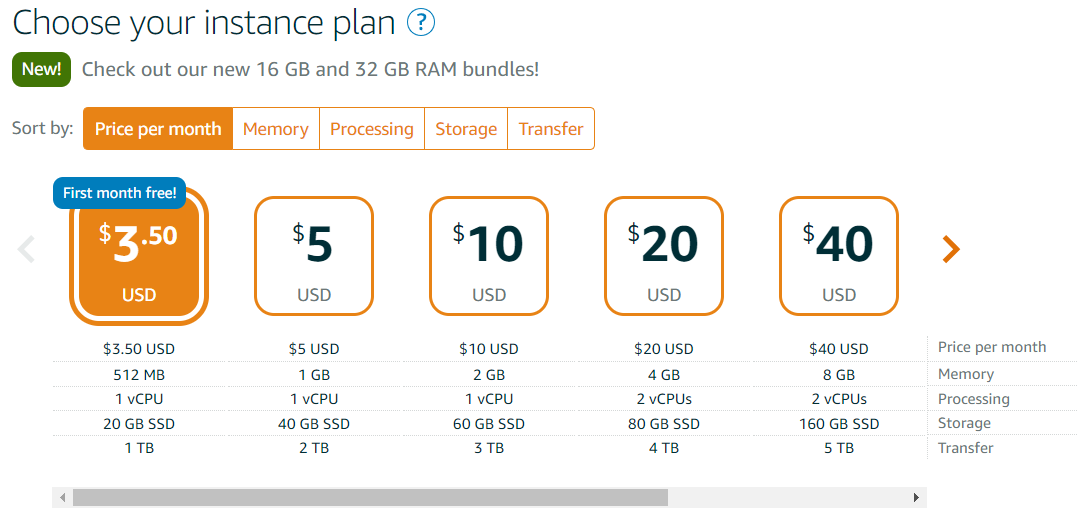 Choose your instance plan ?
New! Check out our new 16 GB and 32 GB RAM bundles!
Sort by: Price per month Memory Processing Storage Transfer
First month free!
$3.50 $5 $10 $20 $40
USD USD USD USD USD
$3.50 USD $5 USD $10 USD $20 USD $40 USD Price per month
512 MB 1 GB 2 GB 4 GB 8 GB Memory
1 vCPU 1 vCPU 1 vCPU 2 vCPUs 2 vCPUs Processing
20 GB SSD 40 GB SSD 60 GB SSD 80 GB SSD 160 GB SSD Storage
1 TB 2 TB 3 TB 4 TB 5 TB Transfer